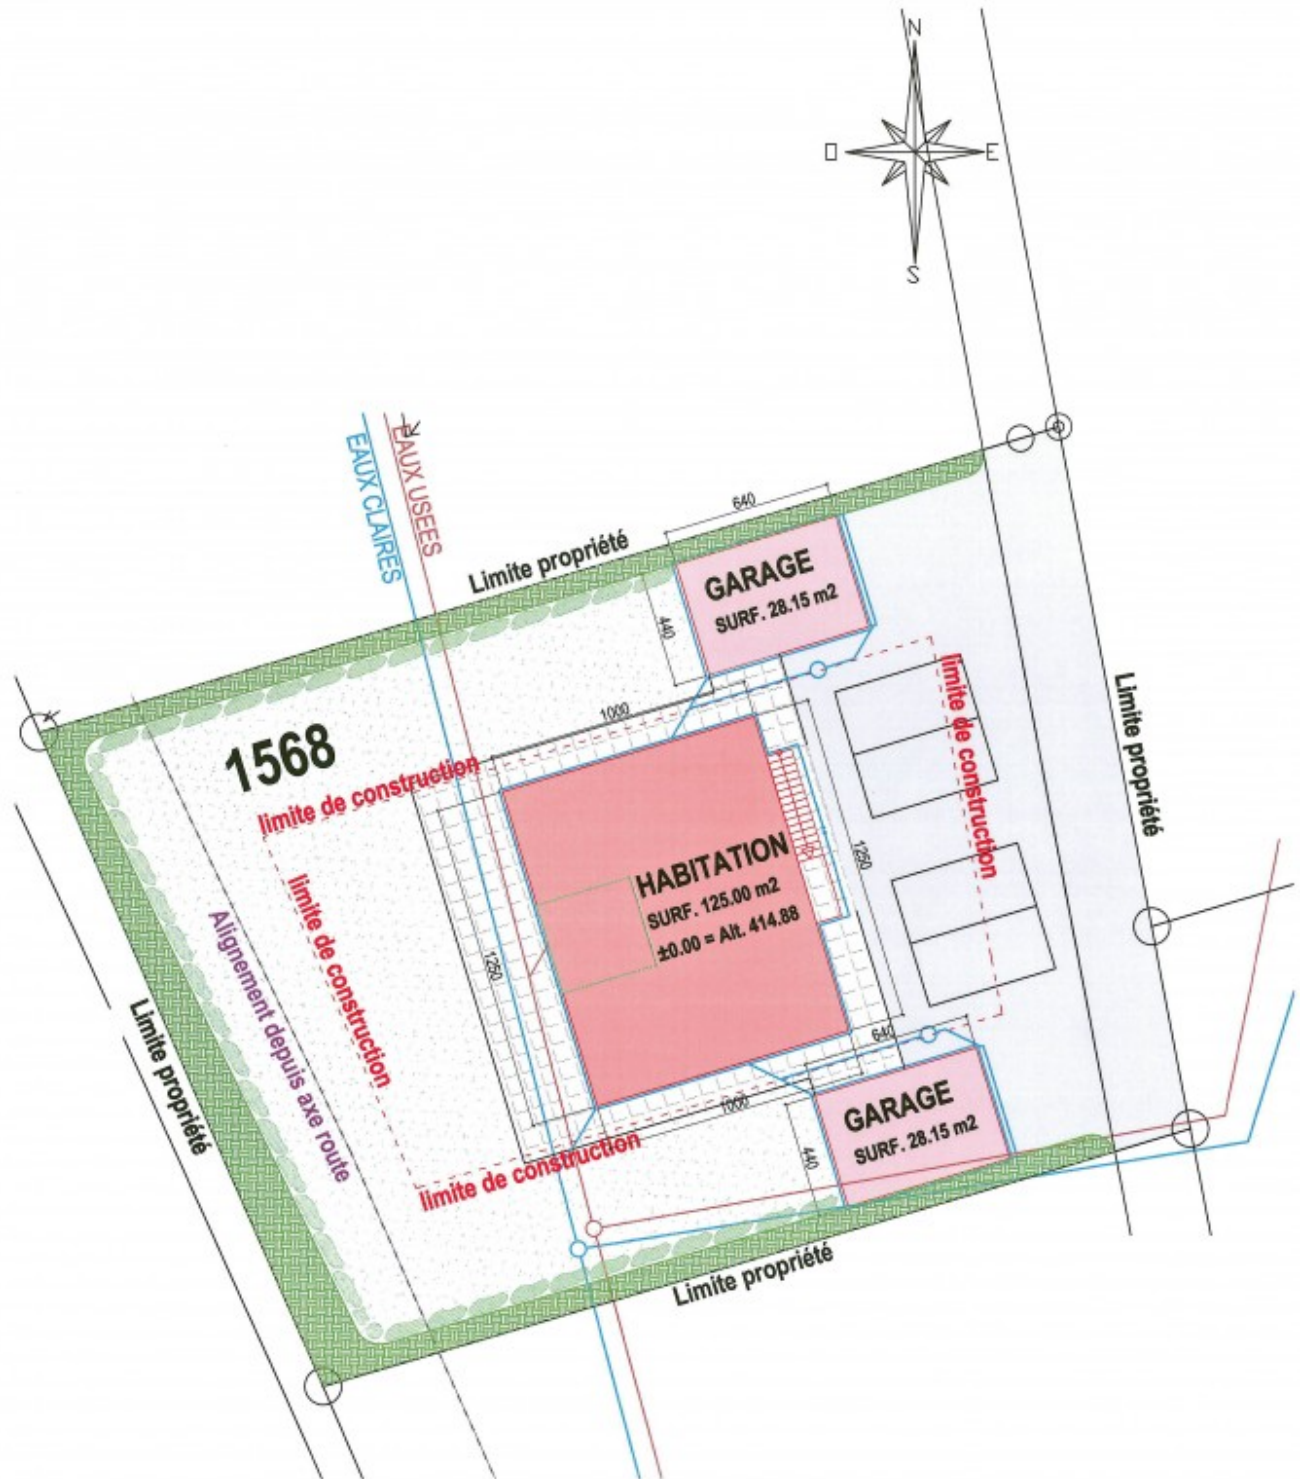 N
O
E
S
EAUX CLAIRES
EAUX USEES
640
Limite propriété
GARAGE
SURF. 28.15 m2
440
1568
1000
limite de construction
limite de construction
Limite propriété
limite de construction
Alignement depuis axe route
HABITATION
SURF. 125.00 m2
±0.00 = Alt. 414.88
1250
1250
Limite propriété
640
1000
GARAGE
SURF. 28.15 m2
440
limite de construction
Limite propriété